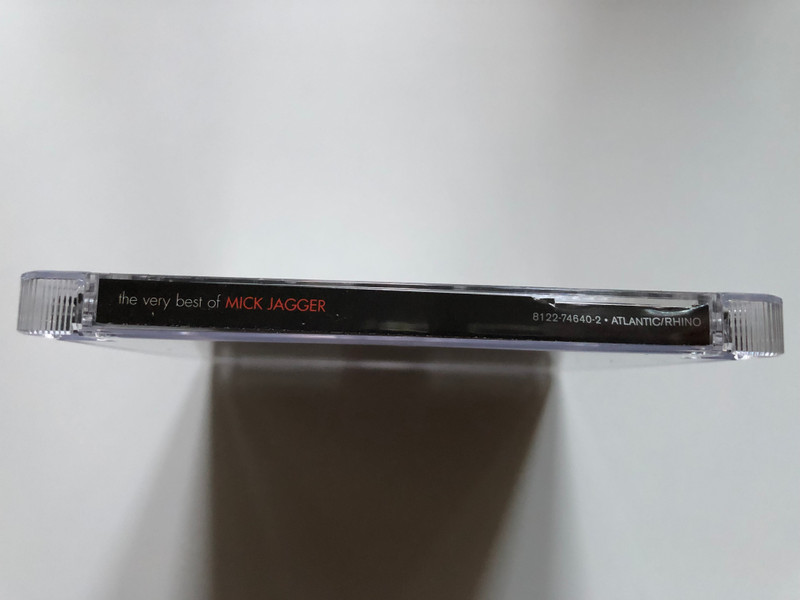 the very best of MICK JAGGER
8122-74640-2 • ATLANTIC/RHINO